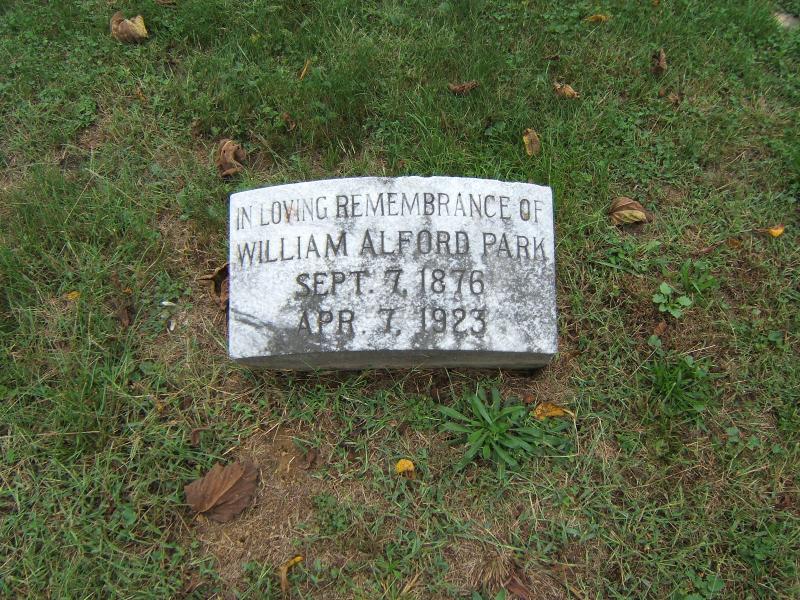 IN LOVING REMEMBRANCE OF
WILLIAM ALFORD PARK
SEPT. 7, 1876
APR. 7, 1923